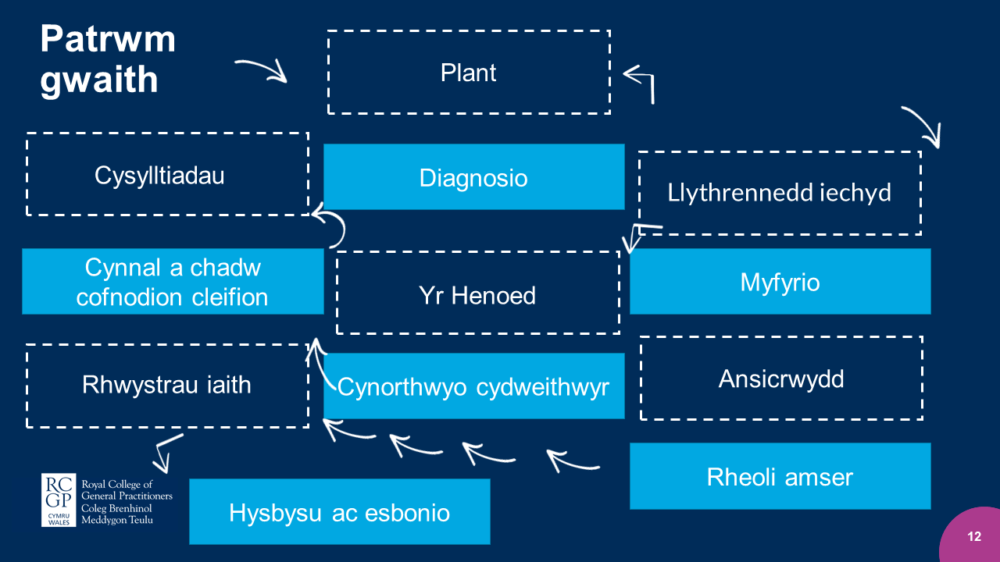 Patrwm
gwaith
Plant
Cysylltiadau
Diagnosio
Llythrennedd iechyd
Cynnal a chadw
cofnodion cleifion
Yr Henoed
Myfyrio
Rhwystrau iaith
Cynorthwyo cydweithwyr
Ansicrwydd
Rheoli amser
Hysbysu ac esbonio
RC
GP
CYMRU
WALES
Royal College of
General Practitioners
Coleg Brenhinol
Meddygon Teulu
12